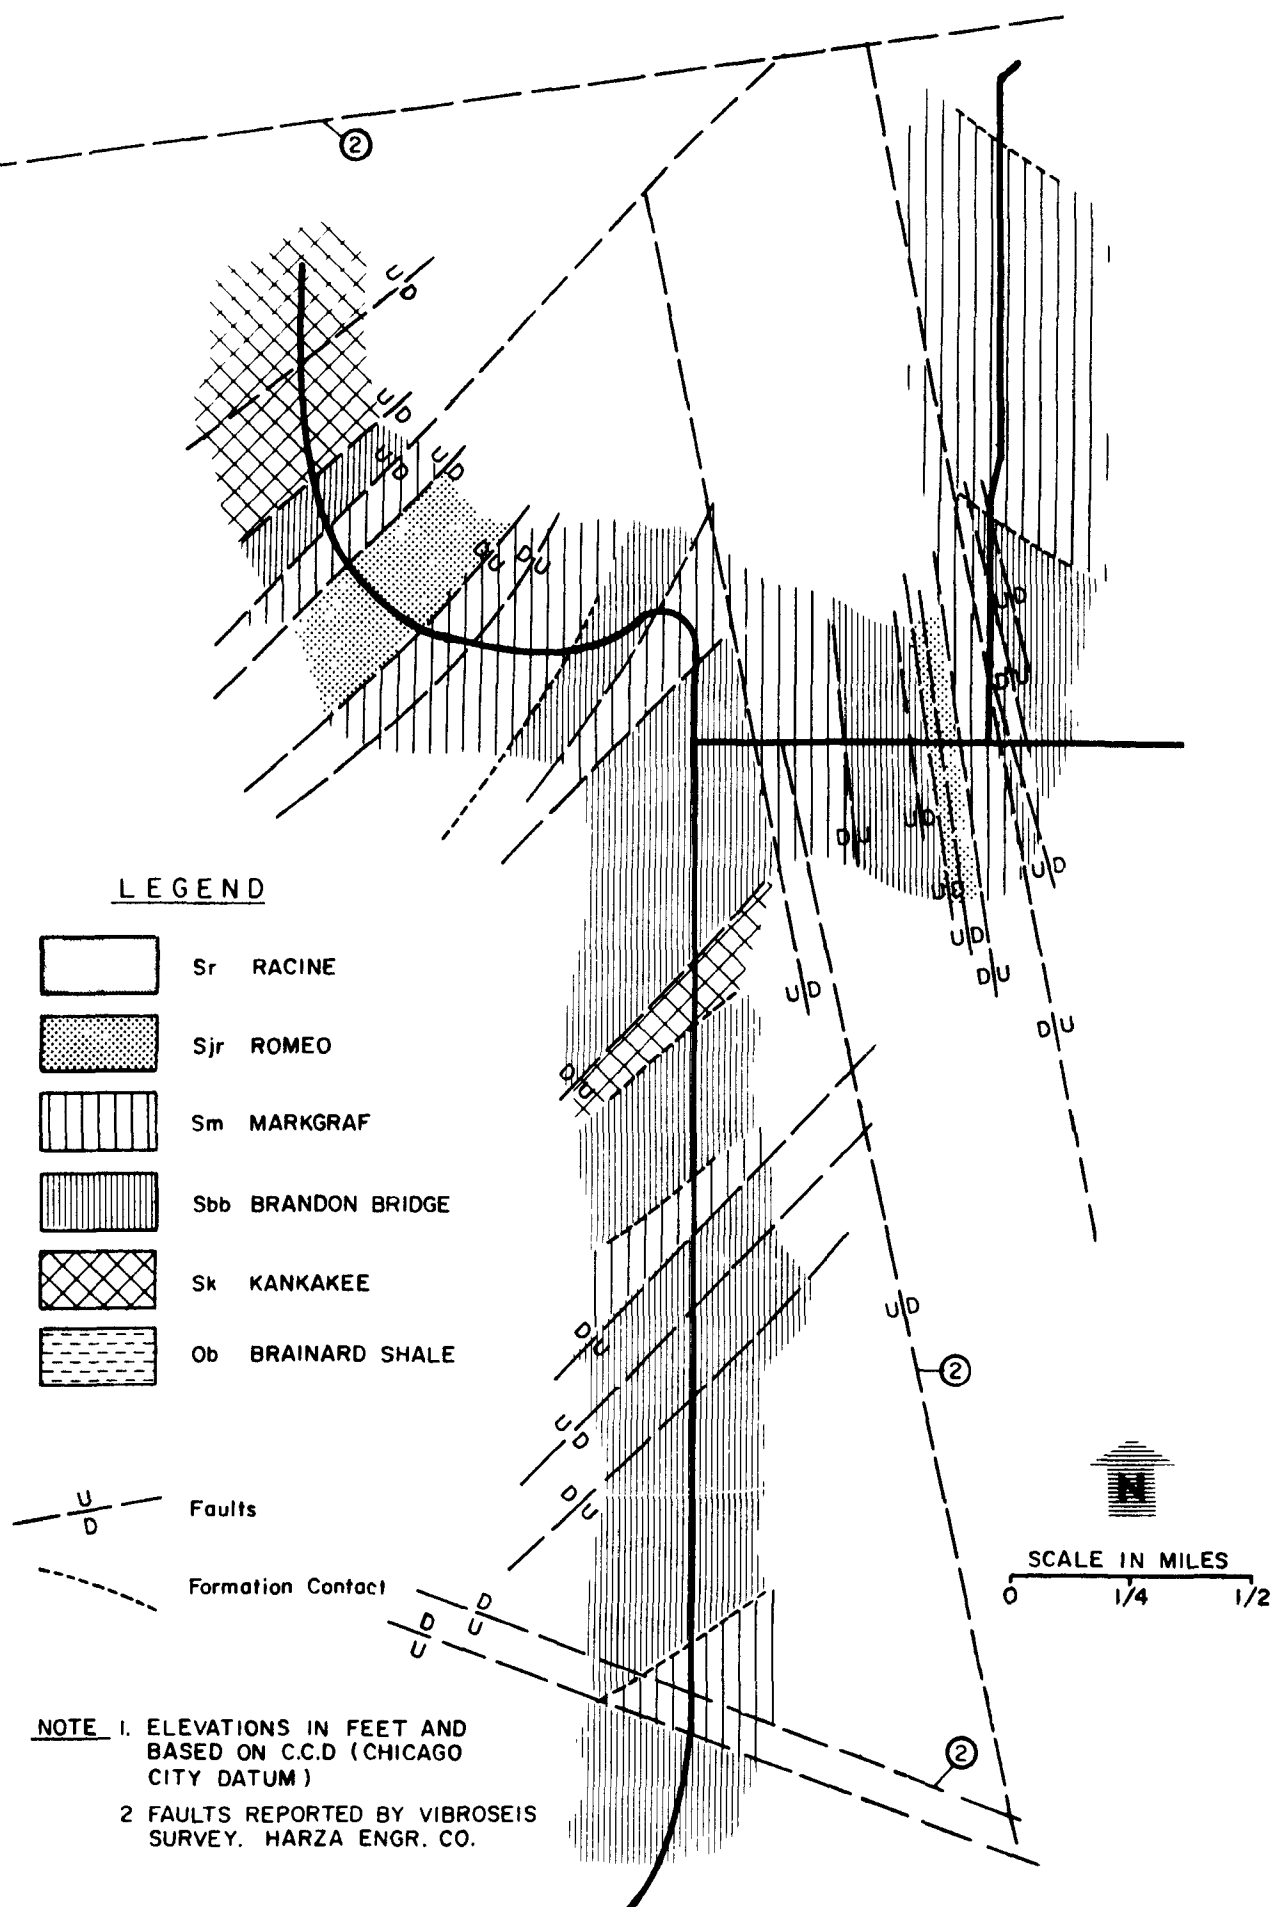 2
U
D
U
D
U
D
U
D
D
U
D
U
D
U
D
U
U
D
U
D
U
D
U
D
D
U
D
U
U
D
D
U
LEGEND
Sr RACINE
Sjr ROMEO
Sm MARKGRAF
Sbb BRANDON BRIDGE
Sk KANKAKEE
Ob BRAINARD SHALE
U D
D U
2
U
D
D
U
N
U
D
Faults
SCALE IN MILES
0 1/4 1/2
Formation Contact
D
U
D
U
2
NOTE 1. ELEVATIONS IN FEET AND
BASED ON C.C.D (CHICAGO
CITY DATUM)
2 FAULTS REPORTED BY VIBROSEIS
SURVEY. HARZA ENGR. CO.